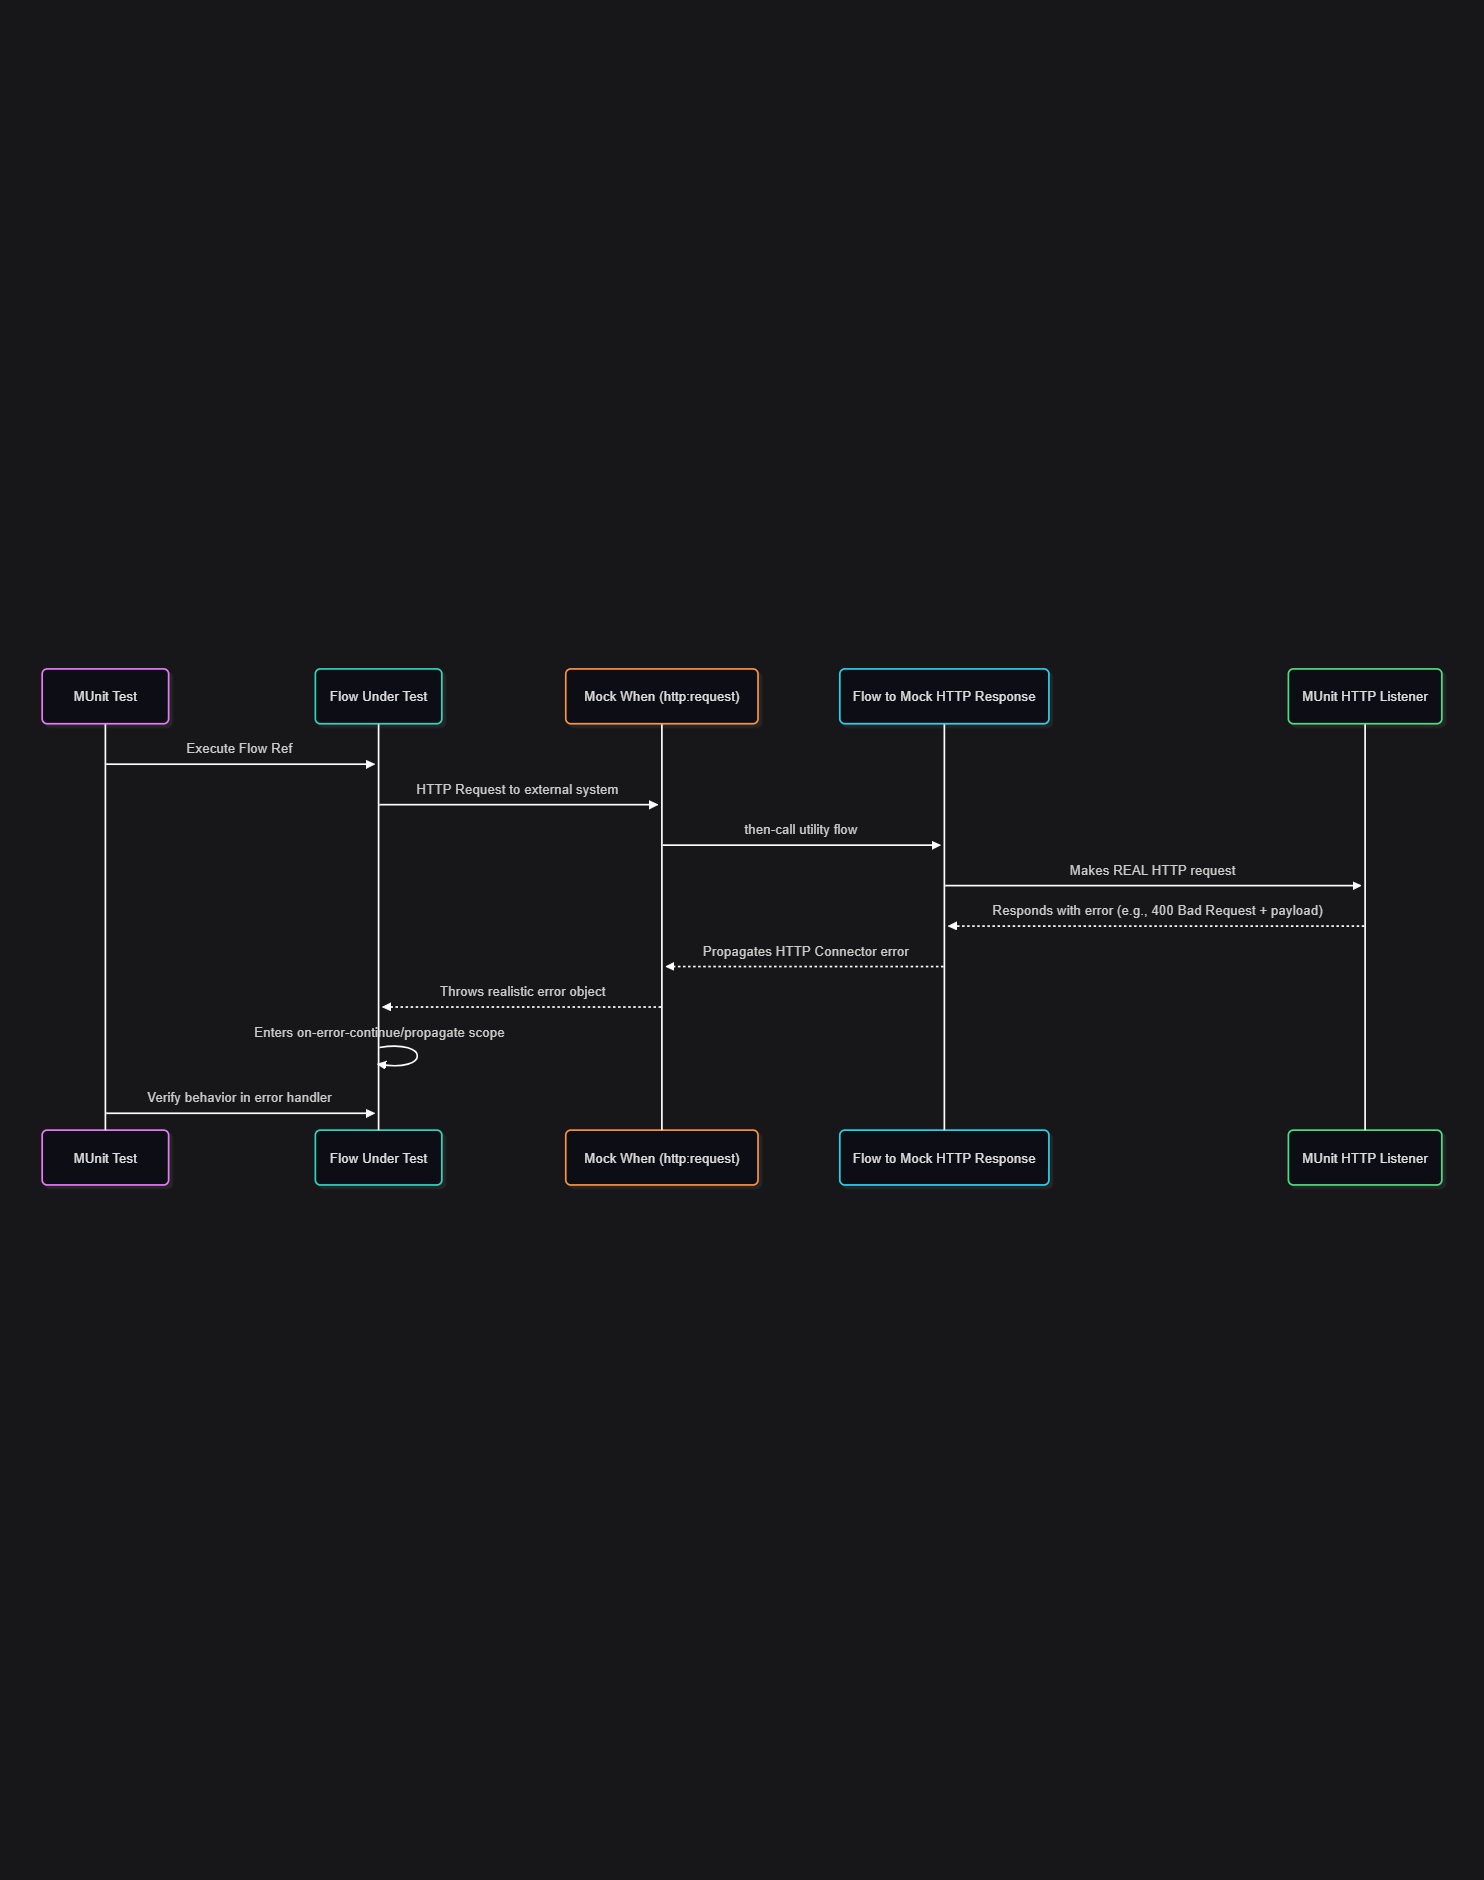 MUnit Test
Flow Under Test
Mock When (http:request)
Flow to Mock HTTP Response
MUnit HTTP Listener
Execute Flow Ref
HTTP Request to external system
then-call utility flow
Makes REAL HTTP request
Responds with error (e.g., 400 Bad Request + payload)
Propagates HTTP Connector error
Throws realistic error object
Enters on-error-continue/propagate scope
Verify behavior in error handler
MUnit Test
Flow Under Test
Mock When (http:request)
Flow to Mock HTTP Response
MUnit HTTP Listener